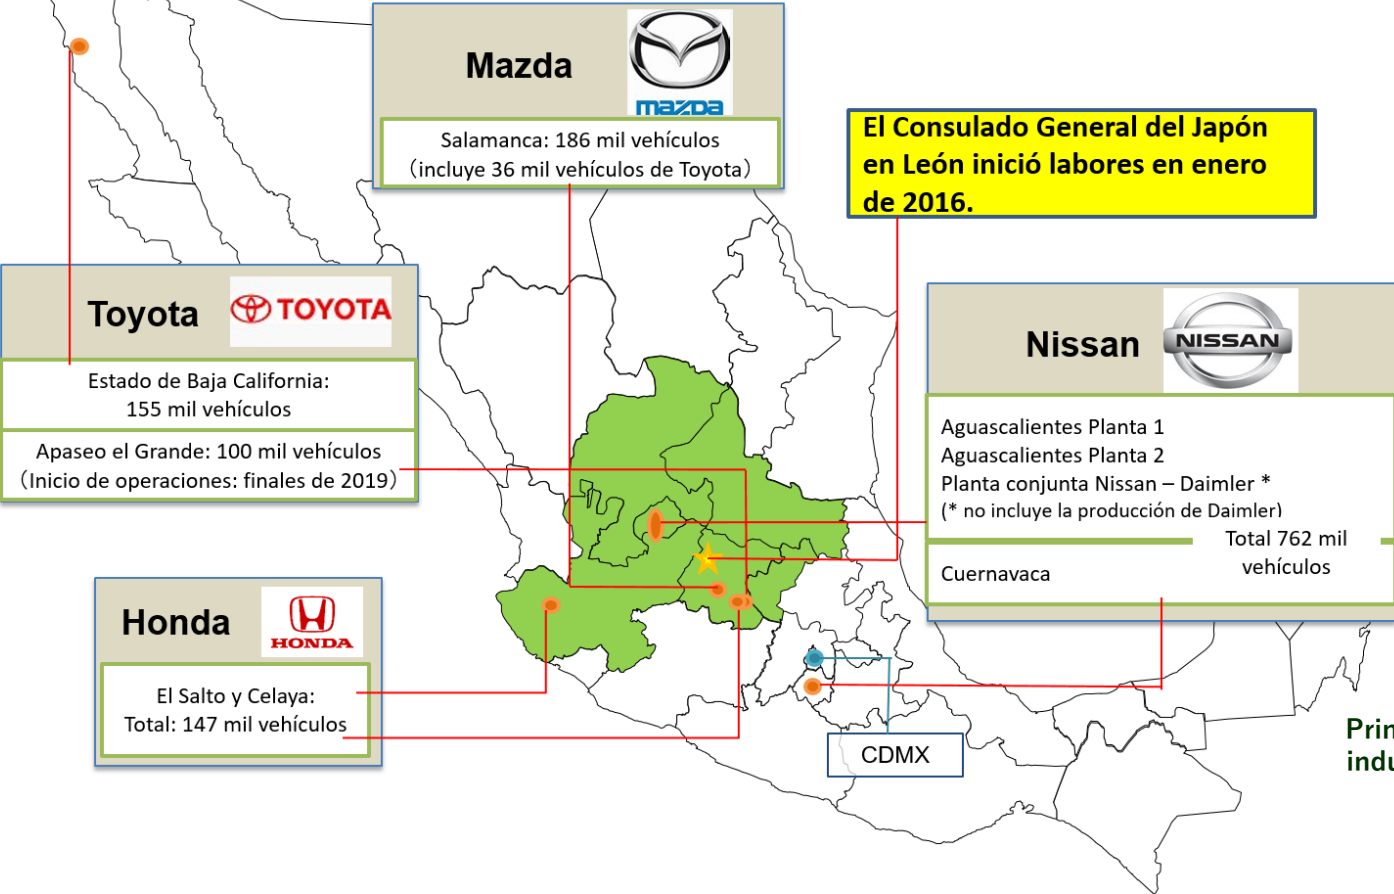 Mazda
mazda
Salamanca: 186 mil vehículos
(incluye 36 mil vehículos de Toyota)
El Consulado General del Japón
en León inició labores en enero
de 2016.
Toyota
TOYOTA
Estado de Baja California:
155 mil vehículos
Apaseo el Grande: 100 mil vehículos
(Inicio de operaciones: finales de 2019)
Nissan
NISSAN
Aguascalientes Planta 1
Aguascalientes Planta 2
Planta conjunta Nissan – Daimler *
(* no incluye la producción de Daimler)
Total 762 mil
vehículos
Cuernavaca
Honda
HONDA
El Salto y Celaya:
Total: 147 mil vehículos
CDMX